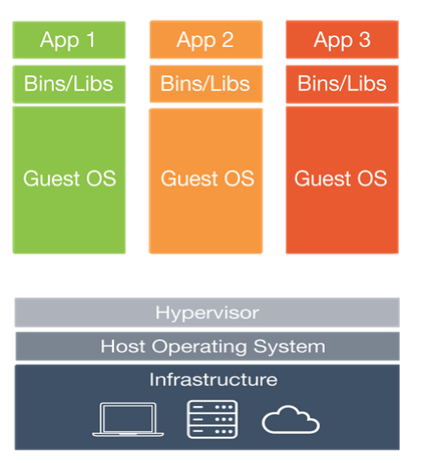 App 1
App 2
App 3
Bins/Libs
Bins/Libs
Bins/Libs
Guest OS
Guest OS
Guest OS
Hypervisor
Host Operating System
Infrastructure